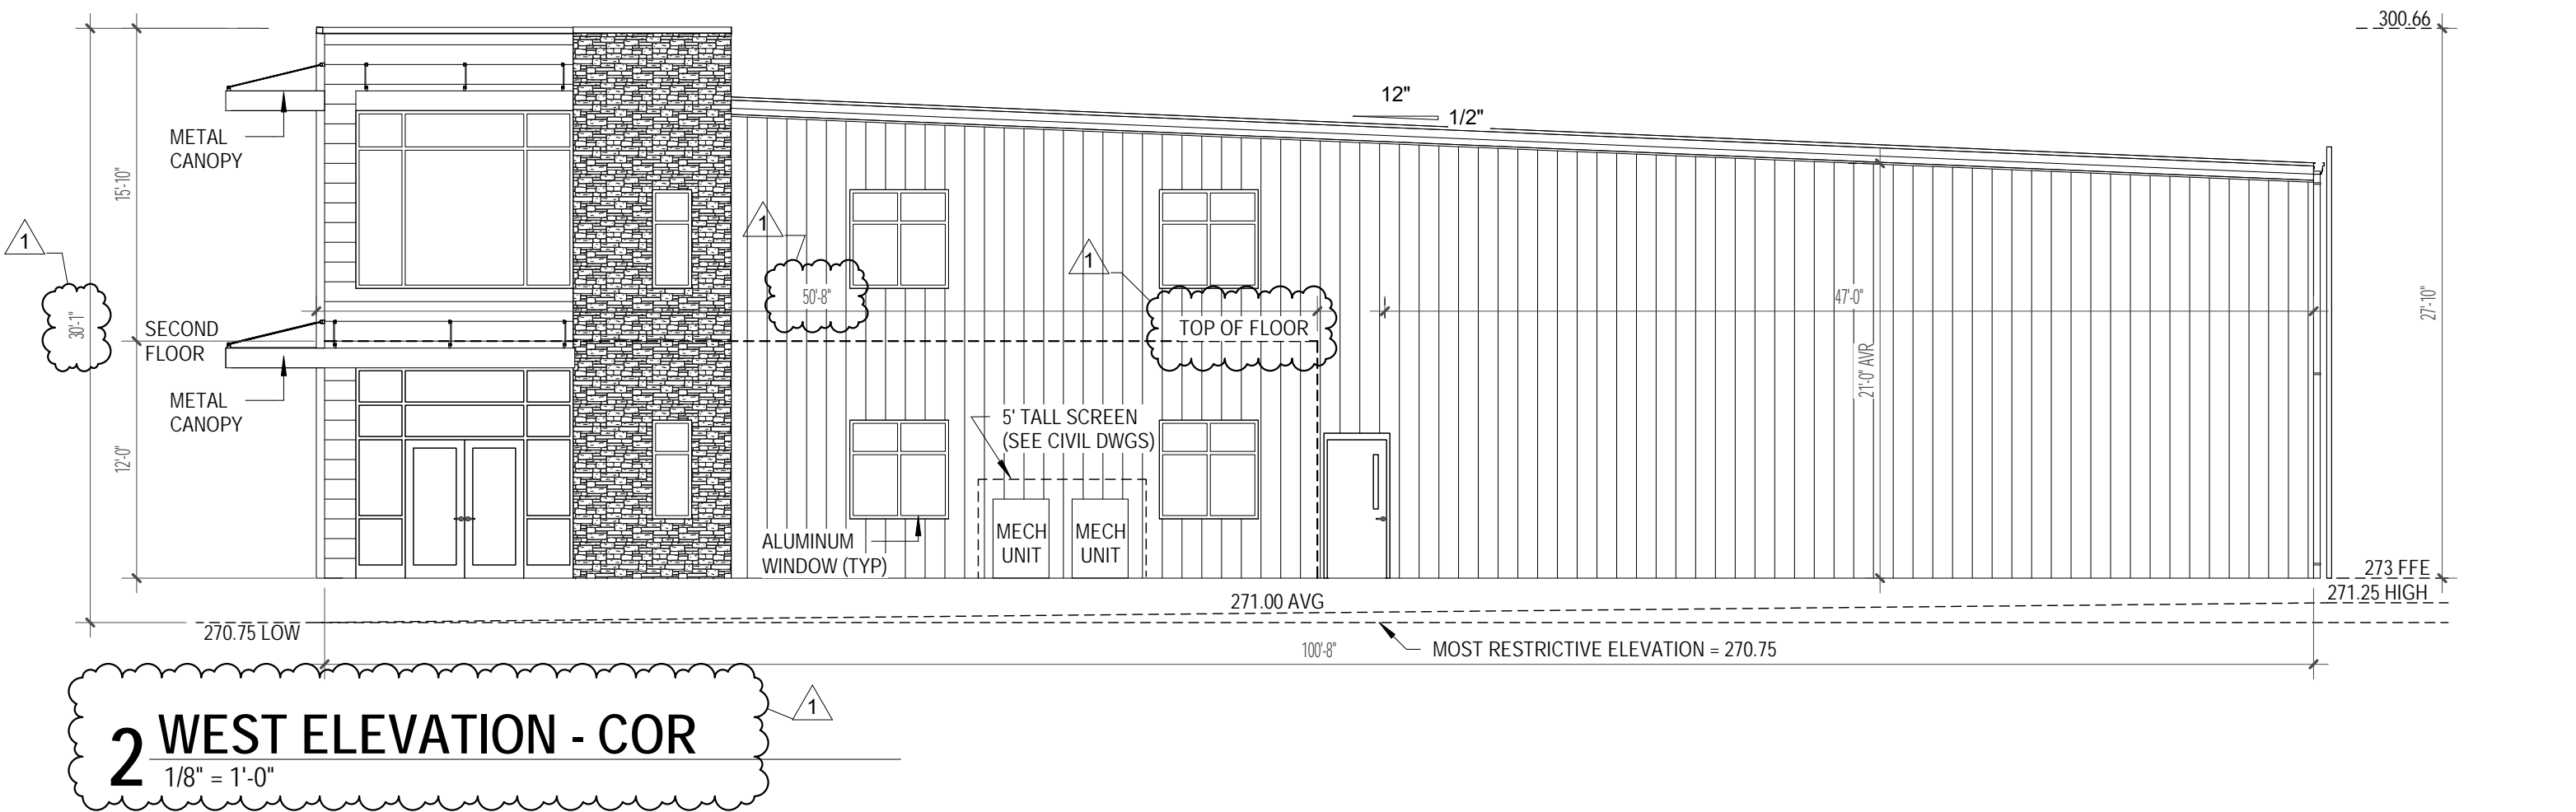 300.66
12"
1/2"
METAL
CANOPY
15'-10"
1
1
1
50'-8"
47'-0"
30'-1"
SECOND
FLOOR
TOP OF FLOOR
27'-10"
21'-0" AVR
METAL
CANOPY
12'-0"
5' TALL SCREEN
(SEE CIVIL DWGS)
MECH
UNIT
MECH
UNIT
ALUMINUM
WINDOW (TYP)
273 FFE
271.25 HIGH
271.00 AVG
270.75 LOW
100'-8"
MOST RESTRICTIVE ELEVATION = 270.75
1
2 WEST ELEVATION - COR
1/8" = 1'-0"